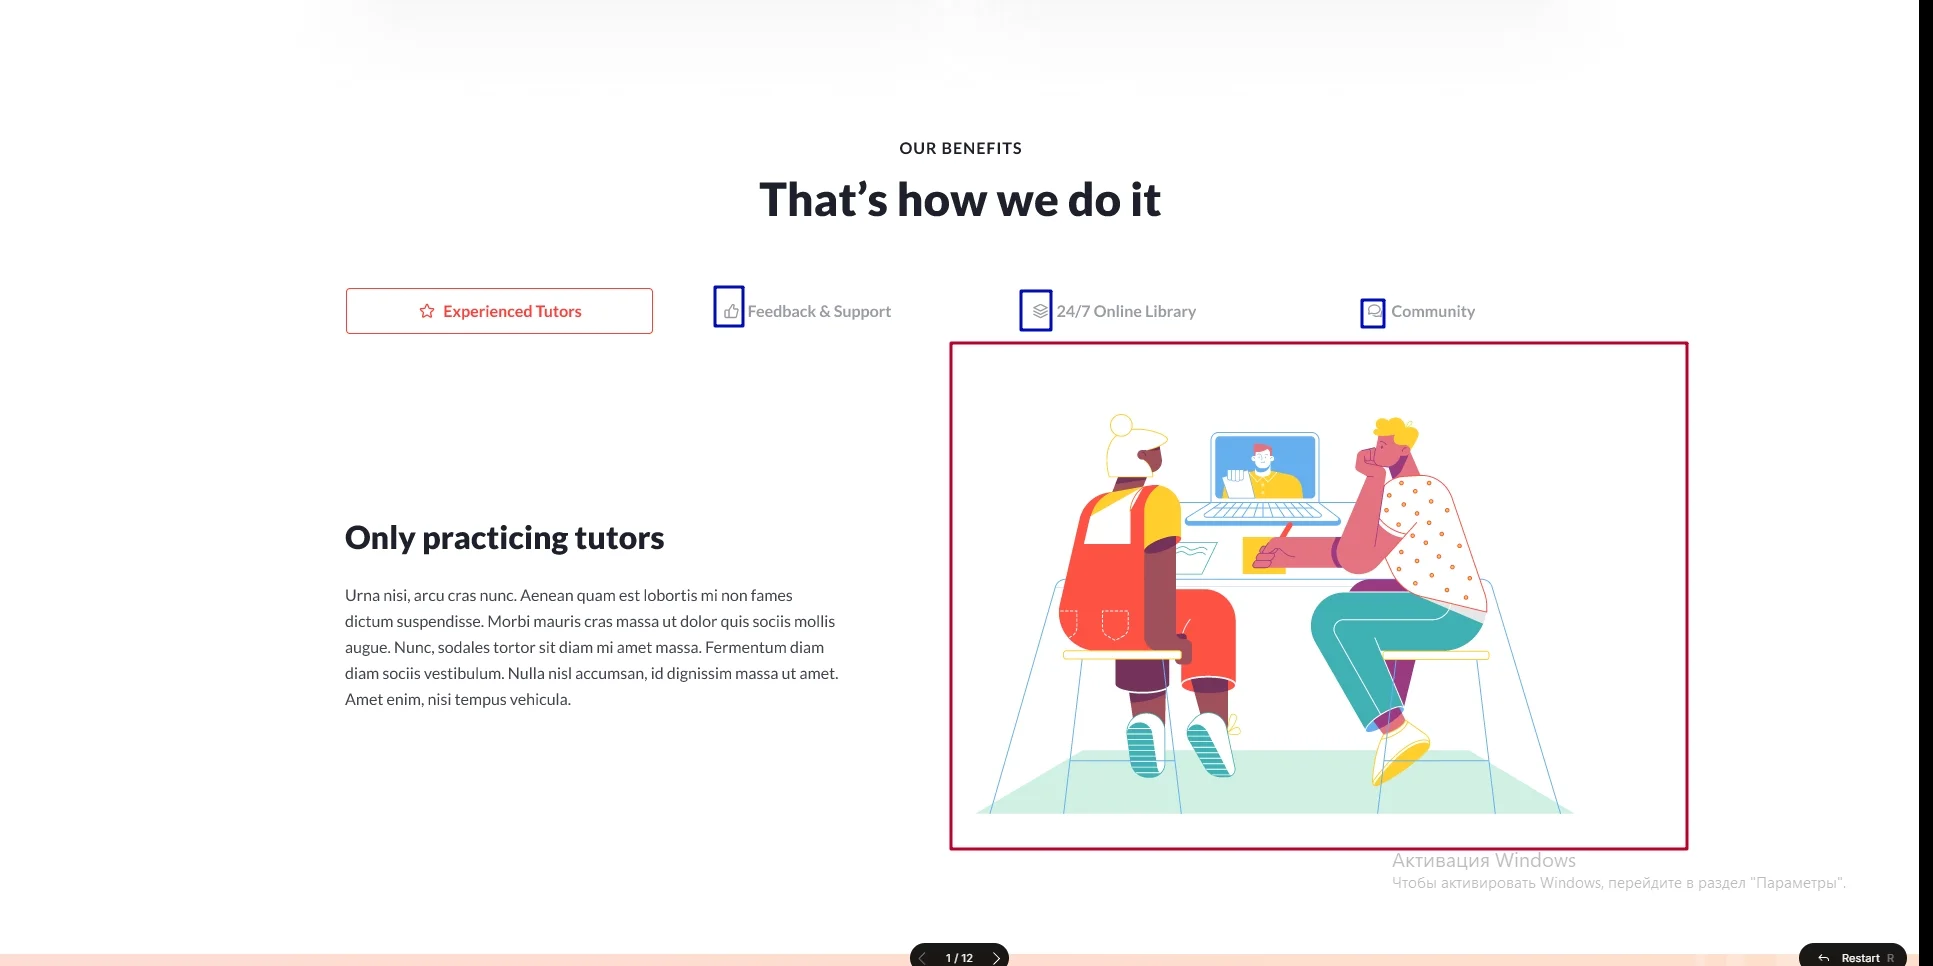 OUR BENEFITS
That's how we do it
Experienced Tutors
Feedback & Support
24/7 Online Library
Community
Only practicing tutors
Urna nisi, arcu cras nunc. Aenean quam est lobortis mi non fames
dictum suspendisse. Morbi mauris cras massa ut dolor quis sociis mollis
augue. Nunc, sodales tortor sit diam mi amet massa. Fermentum diam
diam sociis vestibulum. Nulla nisl accumsan, id dignissim massa ut amet.
Amet enim, nisi tempus vehicula.
Активация Windows
Чтобы активировать Windows, перейдите в раздел "Параметры".
1 / 12
Restart R